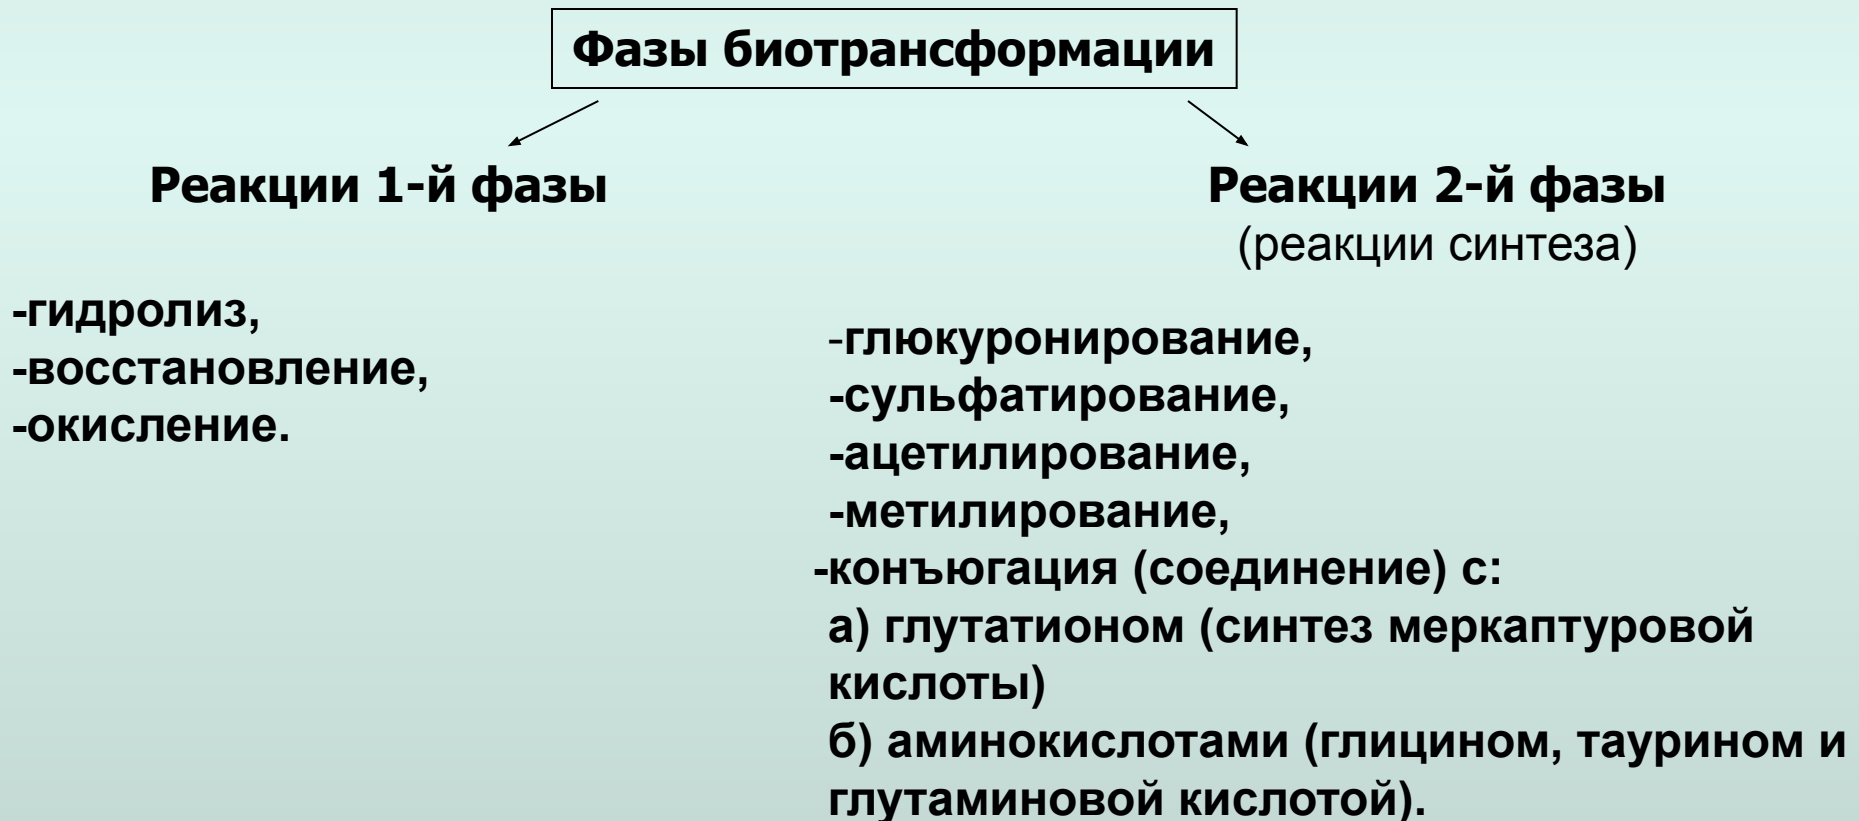 Фазы биотрансформации
Реакции 1-й фазы
-гидролиз,
-восстановление,
-окисление.
Реакции 2-й фазы
(реакции синтеза)
-глюкуронирование,
-сульфатирование,
-ацетилирование,
-метилирование,
-конъюгация (соединение) с:
а) глутатионом (синтез меркаптуровой
кислоты)
б) аминокислотами (глицином, таурином и
глутаминовой кислотой).